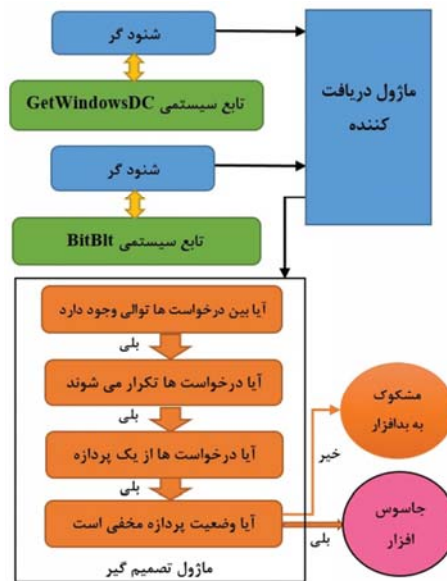 شنود گر
تابع سیستمی GetWindowsDC
شنود گر
تابع سیستمی BitBlt
ماژول دریافت
کننده
آیا بین درخواست ها توالی وجود دارد
بلی
آیا درخواست ها تکرار می شوند
بلی
آیا درخواست ها از یک پردازه
بلی
آیا وضعیت پردازه مخفی است
ماژول تصمیم گیر
خیر
مشکوک
به بدافزار
بلی
جاسوس
افزار